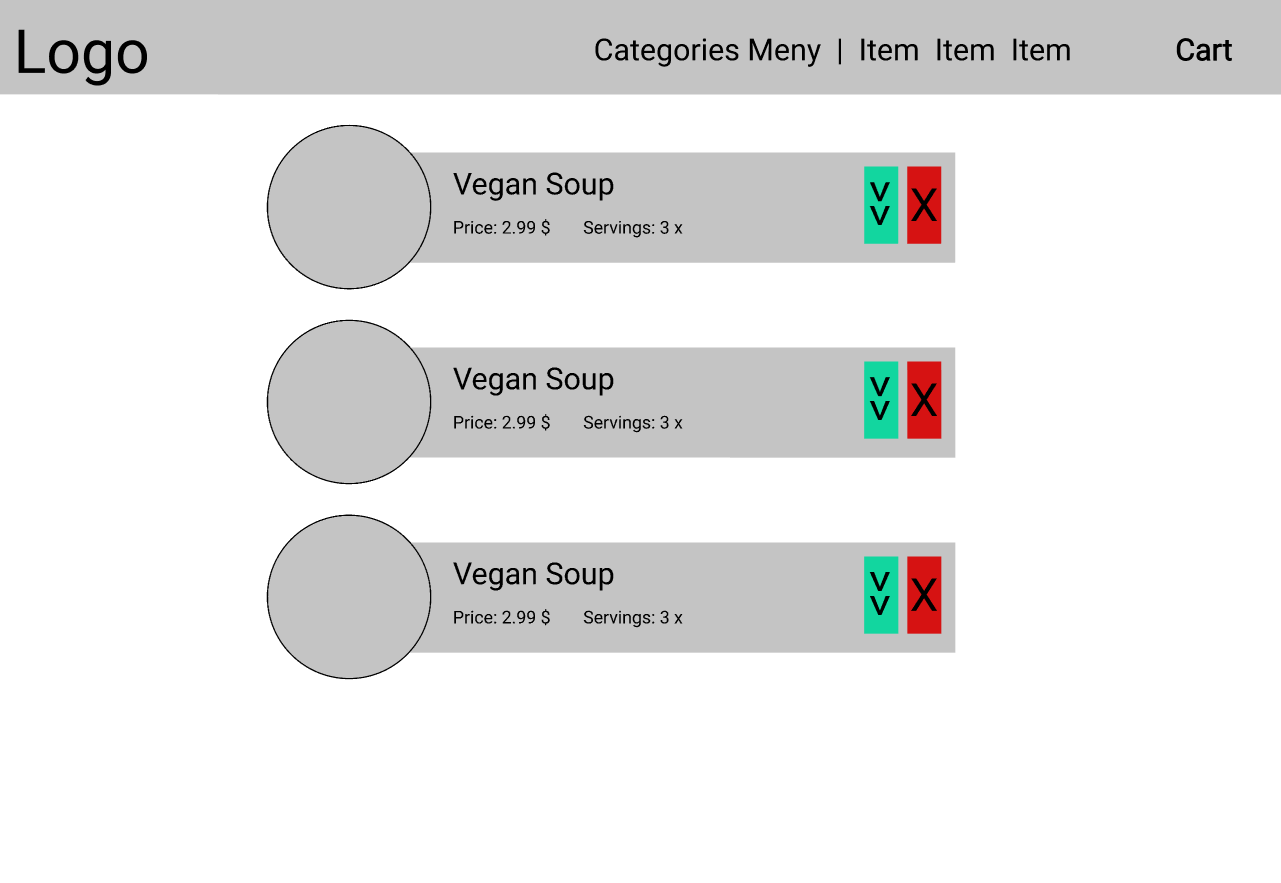 Logo
Categories Meny | Item Item Item
Cart
Vegan Soup
Price: 2.99 $ Servings: 3 x
V
V
X
Vegan Soup
Price: 2.99 $ Servings: 3 x
V
V
X
Vegan Soup
Price: 2.99 $ Servings: 3 x
V
V
X